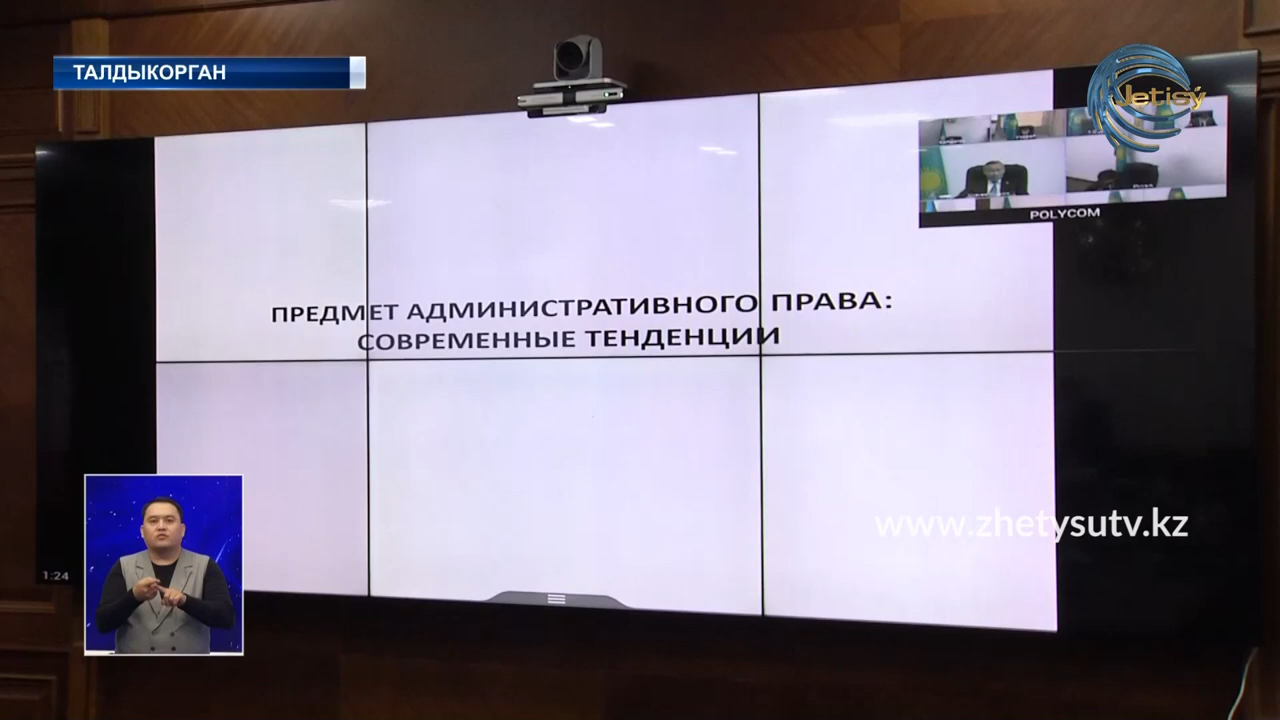 ТАЛДЫКОРГАН
Jetisý
POLYCOM
ПРЕДМЕТ АДМИНИСТРАТИВНОГО ПРАВА:
СОВРЕМЕННЫЕ ТЕНДЕНЦИИ
www.zhetysutv.kz
1:24